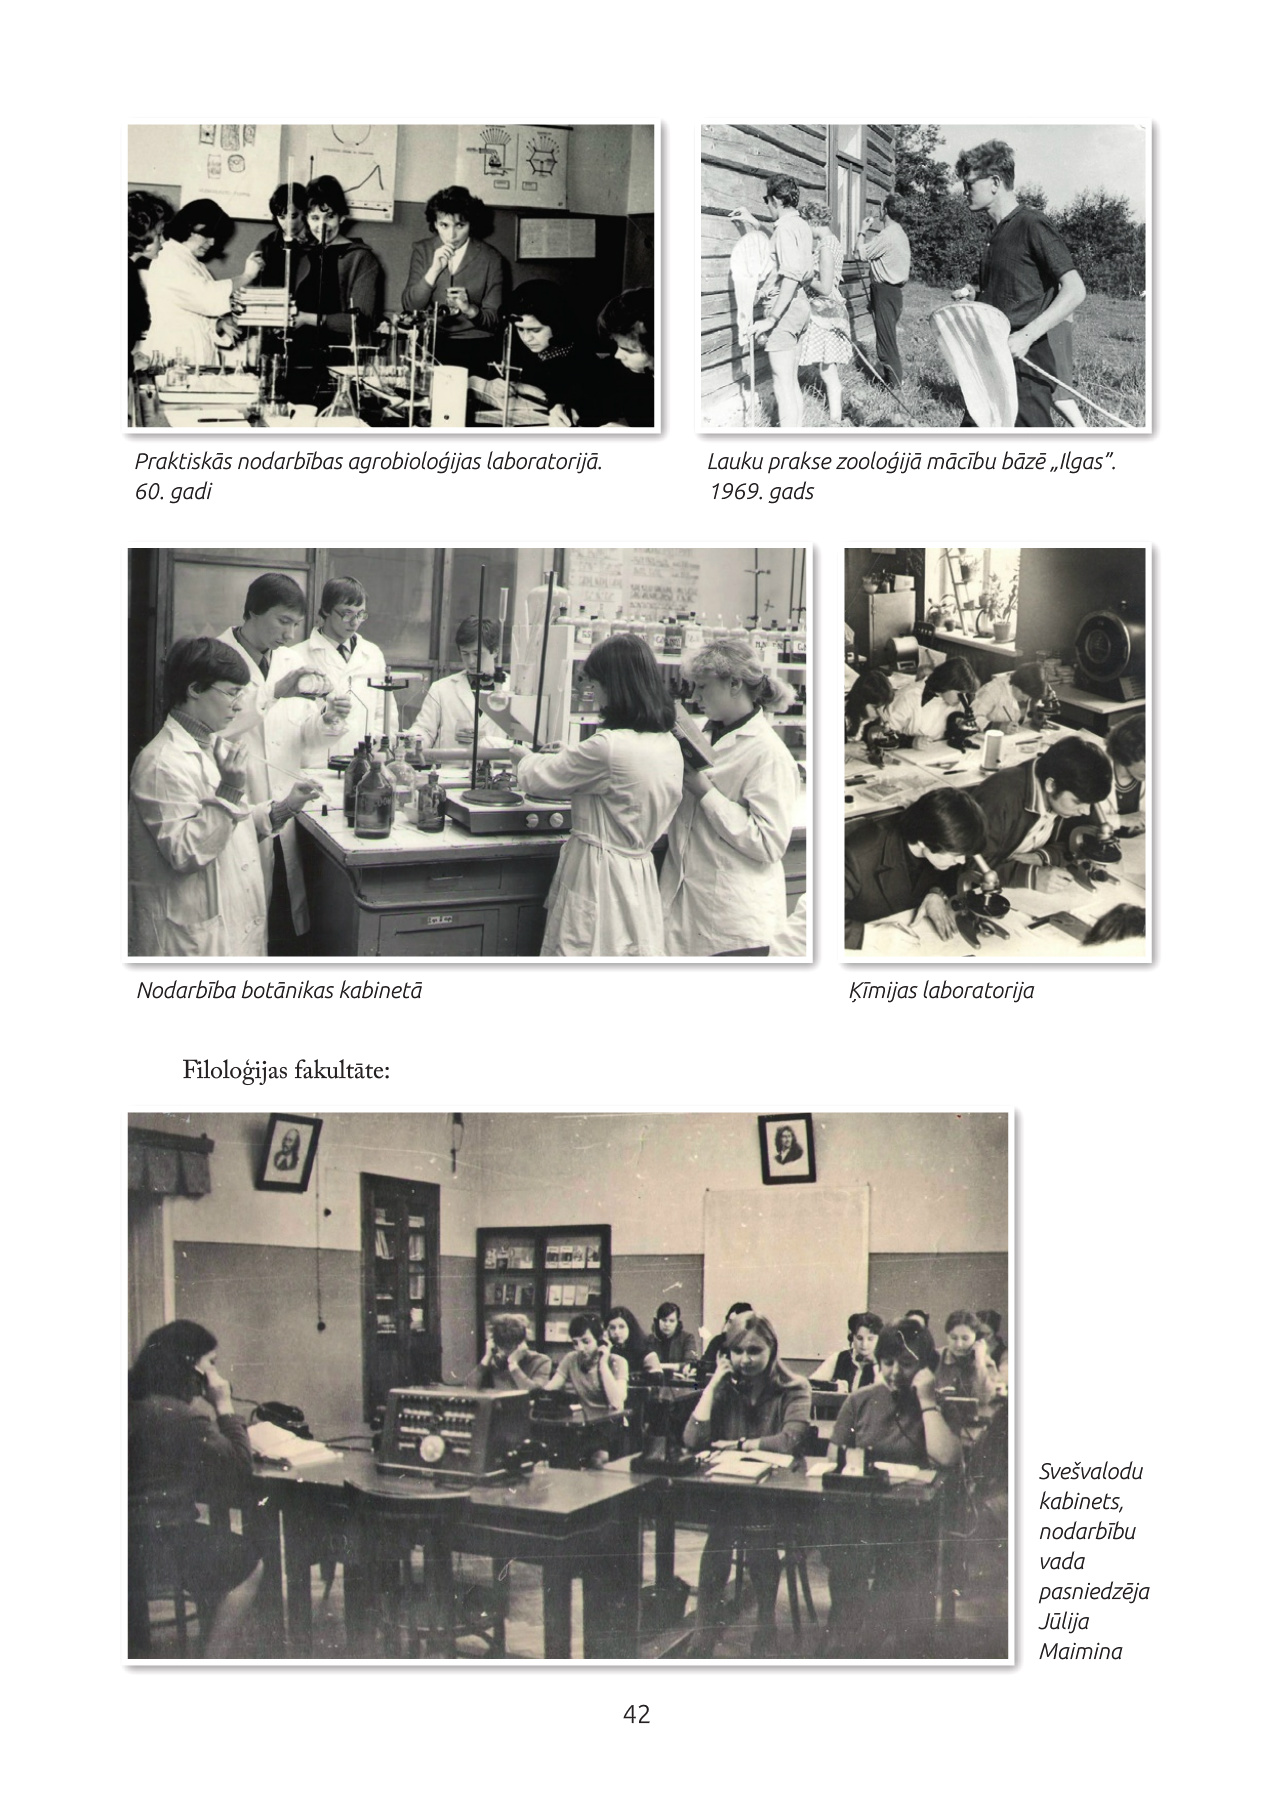 Praktiskās nodarbības agrobioloģijas laboratorijā.
60. gadi
Lauku prakse zooloģijā mācību bāzē „Ilgas”.
1969. gads
Nodarbība botānikas kabinetā
Ķīmijas laboratorija
Filoloģijas fakultāte:
Svešvalodu
kabinets,
nodarbību
vada
pasniedzēja
Jūlija
Maimina
42